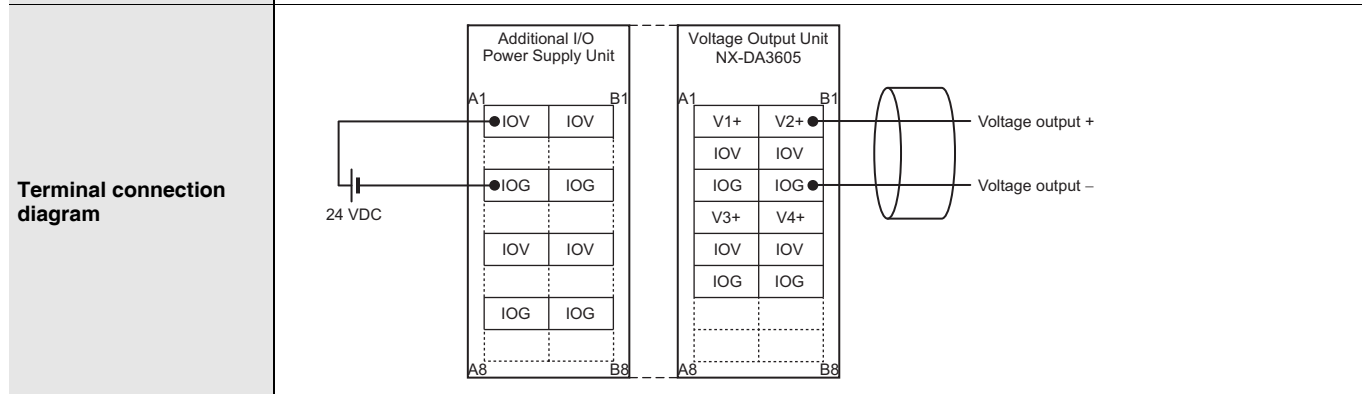 Terminal connection
diagram
Additional I/O
Power Supply Unit
A1 B1
IOV IOV
IOG IOG
IOV IOV
IOG IOG
A8 B8
24 VDC
Voltage Output Unit
NX-DA3605
A1 B1
V1+ V2+
IOV IOV
IOG IOG
V3+ V4+
IOV IOV
IOG IOG
A8 B8
Voltage output +
Voltage output −